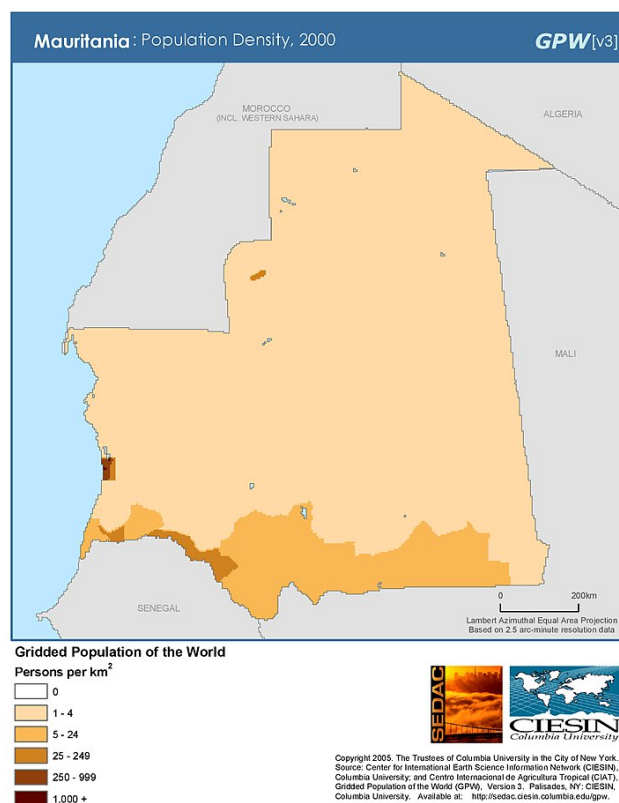 Mauritania: Population Density, 2000
GPW[v3]
MOROCCO
(INCL. WESTERN SAHARA)
ALGERIA
MALI
SENEGAL
0 200km
Lambert Azimuthal Equal Area Projection
Based on 2.5 arc-minute resolution data
Gridded Population of the World
Persons per km²
0
1 - 4
5 - 24
25 - 249
250 - 999
1,000 +
SEDAC
CIESIN
Columbia University
Copyright 2005. The Trustees of Columbia University in the City of New York.
Source: Center for International Earth Science Information Network (CIESIN),
Columbia University; and Centro Internacional de Agricultura Tropical (CIAT),
Gridded Population of the World (GPW), Version 3. Palisades, NY: CIESIN,
Columbia University. Available at: http://sedac.ciesin.columbia.edu/gpw.